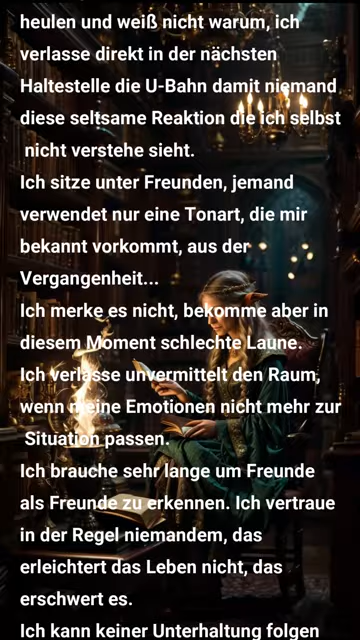 heulen und weiß nicht warum, ich
verlasse direkt in der nächsten
Haltestelle die U-Bahn damit niemand
diese seltsame Reaktion die ich selbst
nicht verstehe sieht.
Ich sitze unter Freunden, jemand
verwendet nur eine Tonart, die mir
bekannt vorkommt, aus der
Vergangenheit...
Ich merke es nicht, bekomme aber in
diesem Moment schlechte Laune.
Ich verlasse unvermittelt den Raum,
wenn meine Emotionen nicht mehr zur
Situation passen.
Ich brauche sehr lange um Freunde
als Freunde zu erkennen. Ich vertraue
in der Regel niemandem, das
erleichtert das Leben nicht, das
erschwert es.
Ich kann keiner Unterhaltung folgen